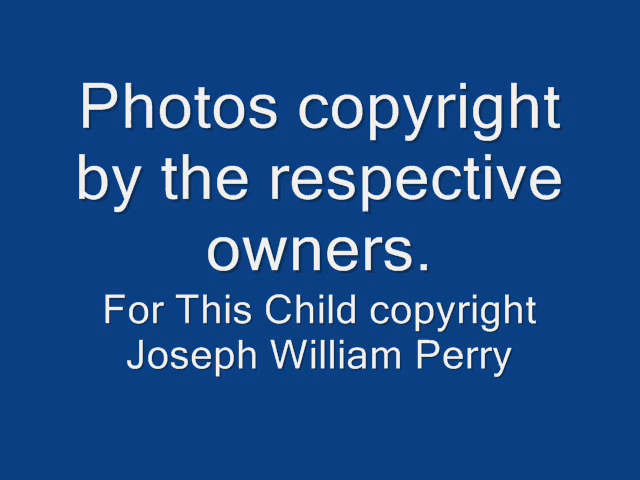 Photos copyright
by the respective
owners.
For This Child copyright
Joseph William Perry